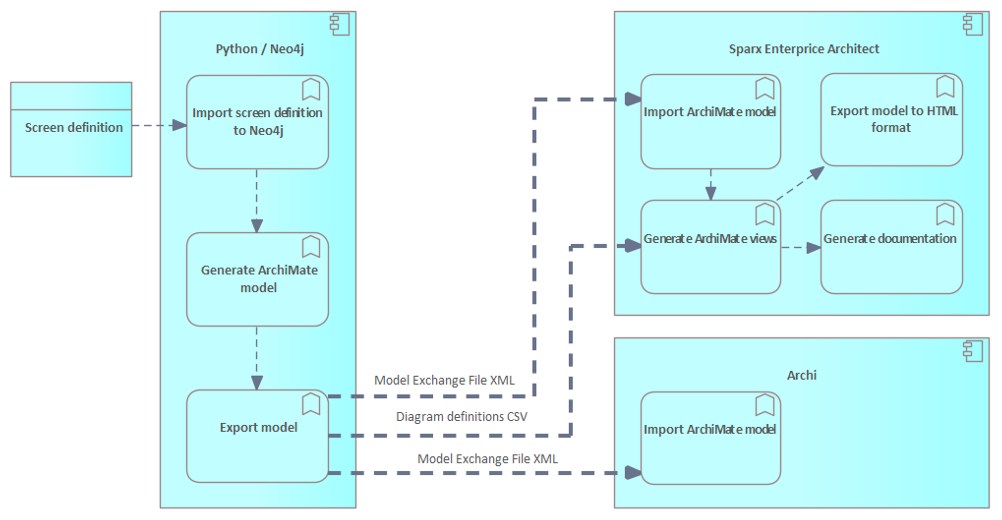 Python / Neo4j
Sparx Enterprice Architect
Screen definition
Import screen definition
to Neo4j
Import ArchiMate model
Export model to HTML
format
Generate ArchiMate
model
Generate ArchiMate views
Generate documentation
Export model
Model Exchange File XML
Diagram definitions CSV
Model Exchange File XML
Archi
Import ArchiMate model